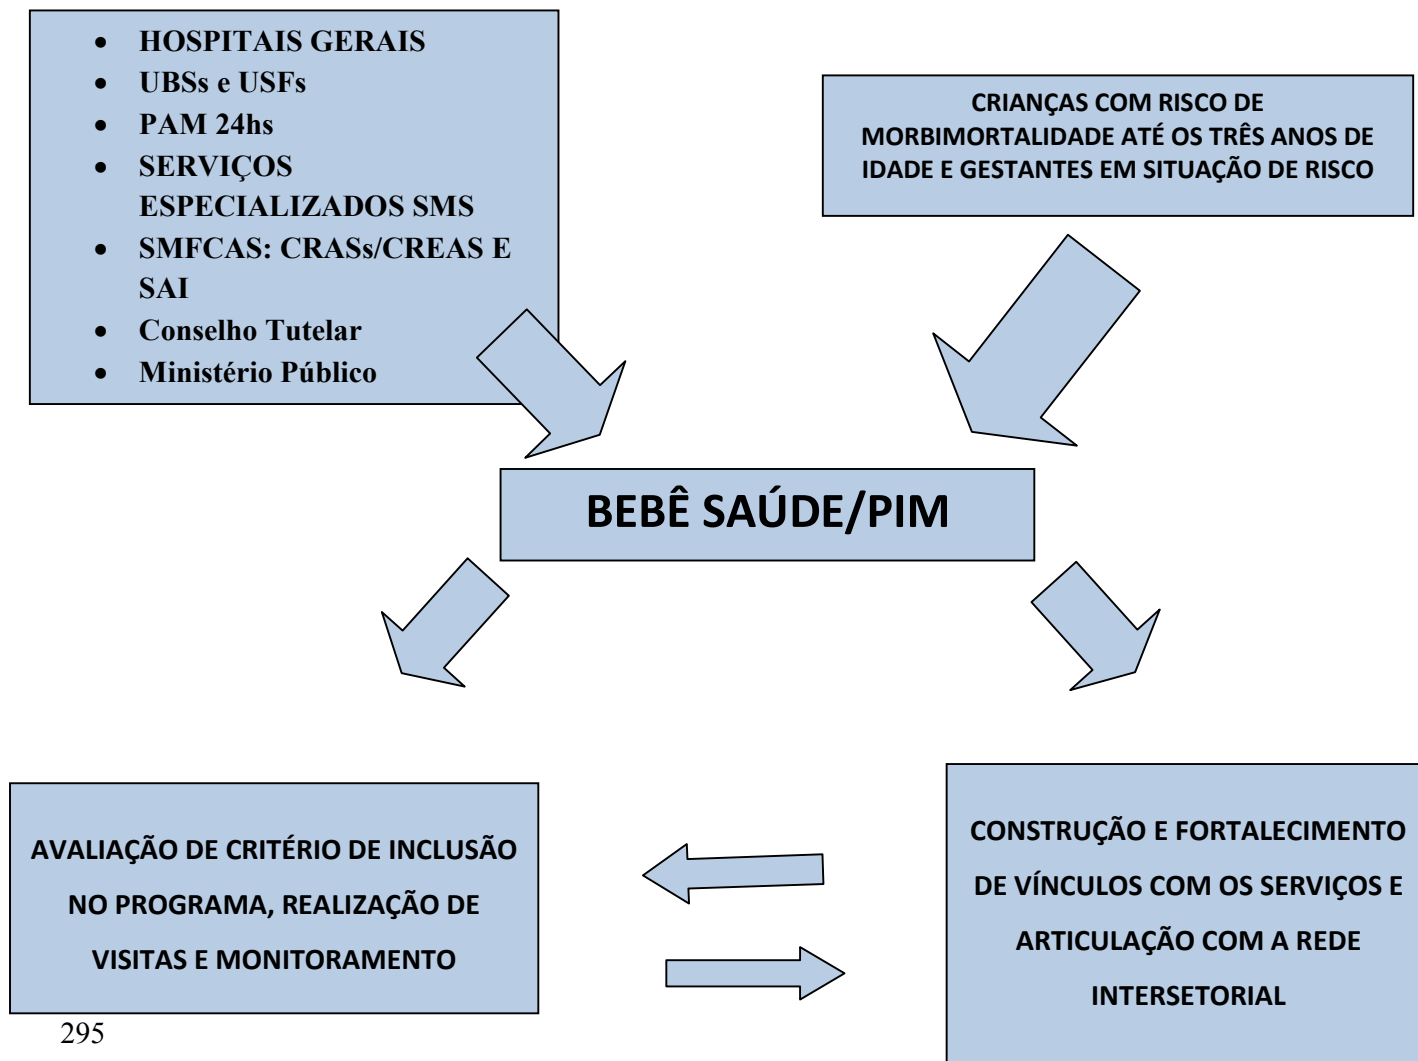 • HOSPITAIS GERAIS
• UBSs e USFs
• PAM 24hs
• SERVIÇOS
ESPECIALIZADOS SMS
• SMFCAS: CRASs/CREAS E
SAI
• Conselho Tutelar
• Ministério Público
CRIANÇAS COM RISCO DE
MORBIMORTALIDADE ATÉ OS TRÊS ANOS DE
IDADE E GESTANTES EM SITUAÇÃO DE RISCO
BEBÊ SAÚDE/PIM
AVALIAÇÃO DE CRITÉRIO DE INCLUSÃO
NO PROGRAMA, REALIZAÇÃO DE
VISITAS E MONITORAMENTO
CONSTRUÇÃO E FORTALECIMENTO
DE VÍNCULOS COM OS SERVIÇOS E
ARTICULAÇÃO COM A REDE
INTERSETORIAL
295